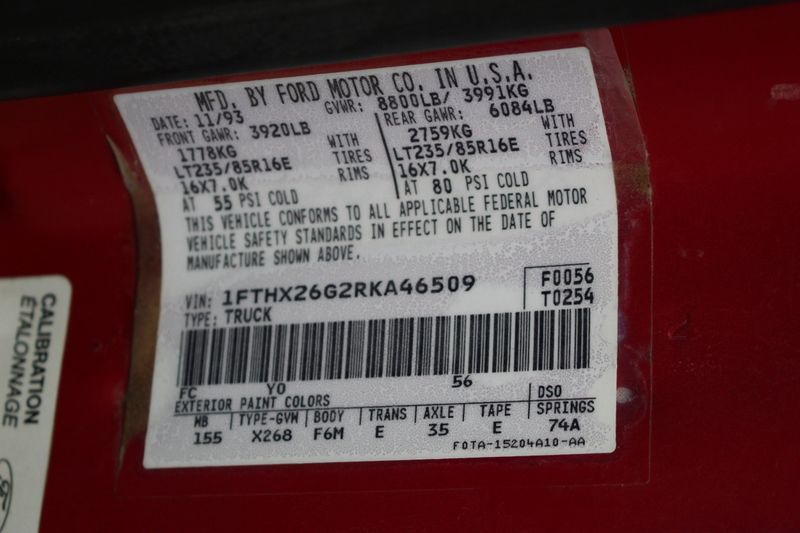 MFD. BY FORD MOTOR CO. IN U.S.A.
DATE: 11/93 GVWR: 8800LB/ 3991KG
FRONT GAWR: 3920LB REAR GAWR: 6084LB
1778KG WITH 2759KG WITH
LT235/85R16E TIRES LT235/85R16E TIRES
16X7.0K RIMS 16X7.0K RIMS
AT 55 PSI COLD AT 80 PSI COLD
THIS VEHICLE CONFORMS TO ALL APPLICABLE FEDERAL MOTOR
VEHICLE SAFETY STANDARDS IN EFFECT ON THE DATE OF
MANUFACTURE SHOWN ABOVE.
VIN: 1FTHX26G2RKA46509 F0056
TYPE: TRUCK T0254
FC YO 56
EXTERIOR PAINT COLORS DSO
WB TYPE-GVW BODY TRANS AXLE TAPE SPRINGS
155 X268 F6M E 35 E 74A
F0TA-15204A10-AA
CALIBRATION
ÉTALONNAGE